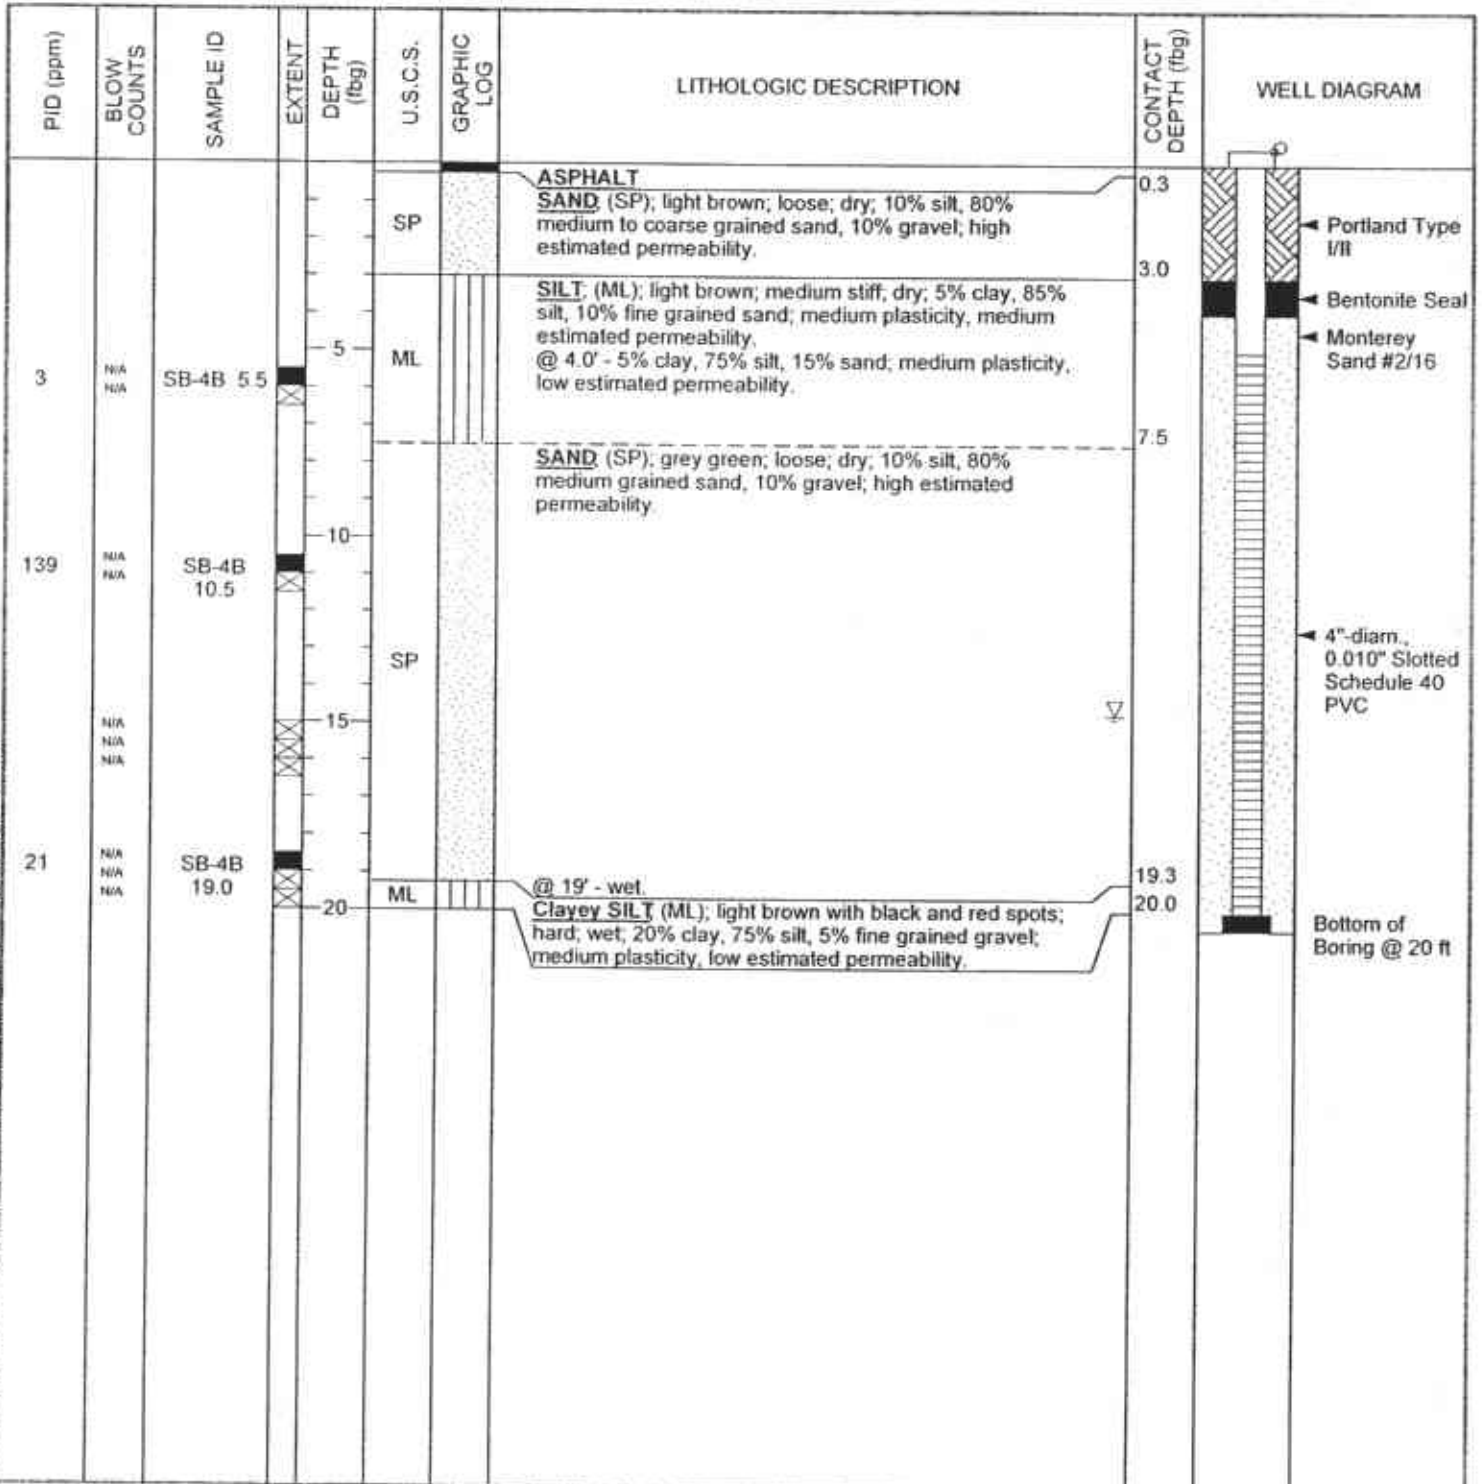 PID (ppm)
BLOW
COUNTS
SAMPLE ID
EXTENT
DEPTH
(fbg)
U.S.C.S.
GRAPHIC
LOG
LITHOLOGIC DESCRIPTION
CONTACT
DEPTH (fbg)
WELL DIAGRAM
ASPHALT
0.3
SP
SAND (SP); light brown; loose; dry; 10% silt, 80%
medium to coarse grained sand, 10% gravel; high
estimated permeability.
3.0
Portland Type
I/II
Bentonite Seal
Monterey
Sand #2/16
SILT; (ML); light brown; medium stiff; dry; 5% clay, 85%
silt, 10% fine grained sand; medium plasticity, medium
estimated permeability.
@ 4.0' - 5% clay, 75% silt, 15% sand; medium plasticity,
low estimated permeability.
ML
5
3
N/A
N/A
SB-4B 5.5
7.5
SAND (SP); grey green; loose; dry; 10% silt, 80%
medium grained sand, 10% gravel; high estimated
permeability.
10
139
N/A
N/A
SB-4B
10.5
SP
4"-diam.,
0.010" Slotted
Schedule 40
PVC
15
N/A
N/A
N/A
21
N/A
N/A
N/A
SB-4B
19.0
@ 19' - wet.
19.3
ML
20
20.0
Clayey SILT (ML); light brown with black and red spots;
hard; wet; 20% clay, 75% silt, 5% fine grained gravel;
medium plasticity, low estimated permeability.
Bottom of
Boring @ 20 ft